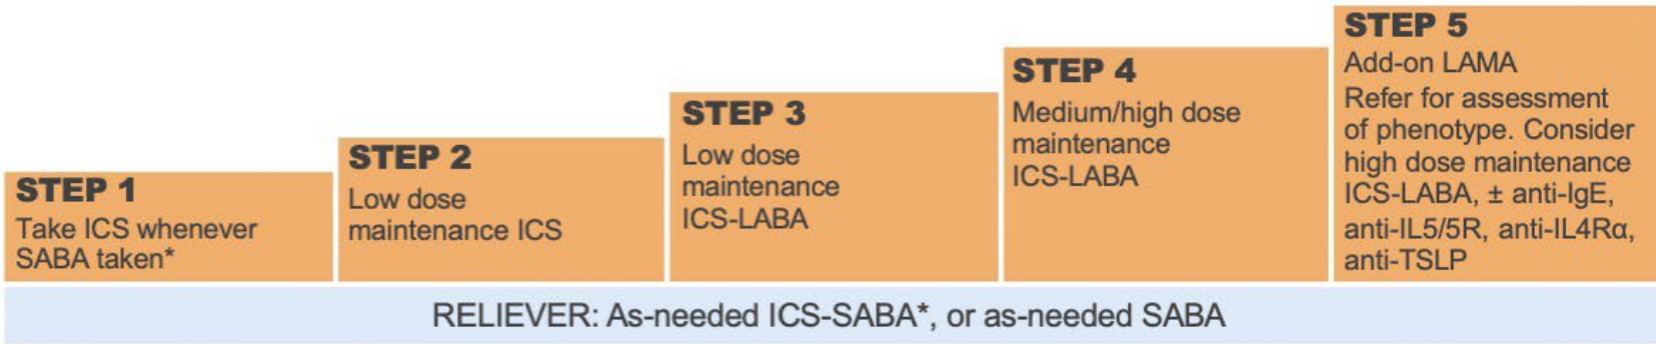 STEP 1
Take ICS whenever
SABA taken*
STEP 2
Low dose
maintenance ICS
STEP 3
Low dose
maintenance
ICS-LABA
STEP 4
Medium/high dose
maintenance
ICS-LABA
STEP 5
Add-on LAMA
Refer for assessment
of phenotype. Consider
high dose maintenance
ICS-LABA, ± anti-IgE,
anti-IL5/5R, anti-IL4Rα,
anti-TSLP
RELIEVER: As-needed ICS-SABA*, or as-needed SABA